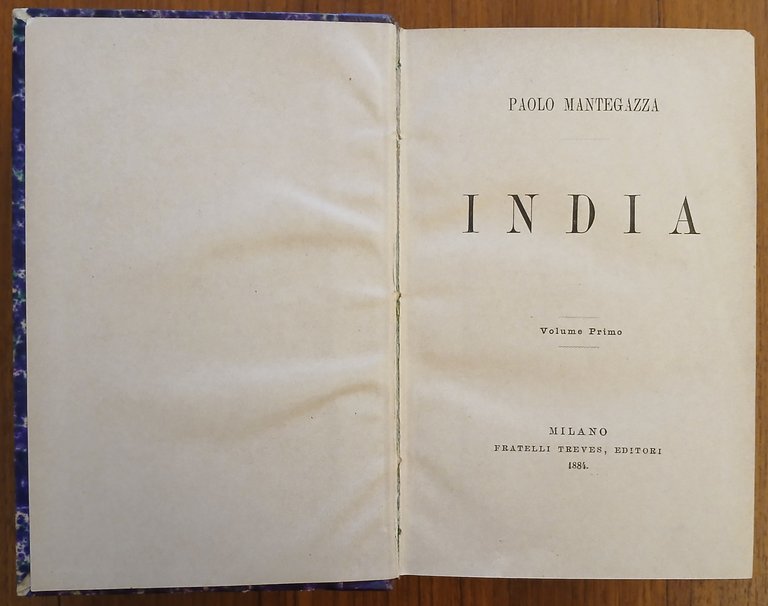 PAOLO MANTEGAZZA
INDIA
Volume Primo
MILANO
FRATELLI TREVES, EDITORI
1884.